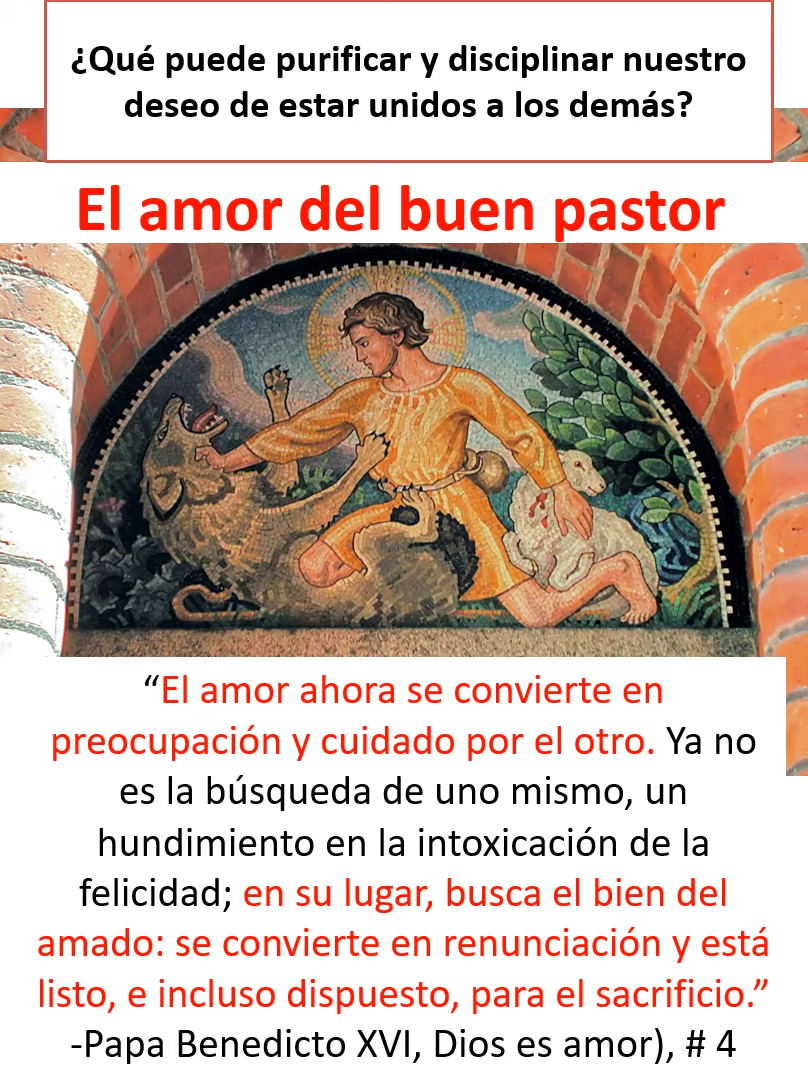 ¿Qué puede purificar y disciplinar nuestro
deseo de estar unidos a los demás?
El amor del buen pastor
“El amor ahora se convierte en
preocupación y cuidado por el otro. Ya no
es la búsqueda de uno mismo, un
hundimiento en la intoxicación de la
felicidad; en su lugar, busca el bien del
amado: se convierte en renunciación y está
listo, e incluso dispuesto, para el sacrificio.”
-Papa Benedicto XVI, Dios es amor), # 4